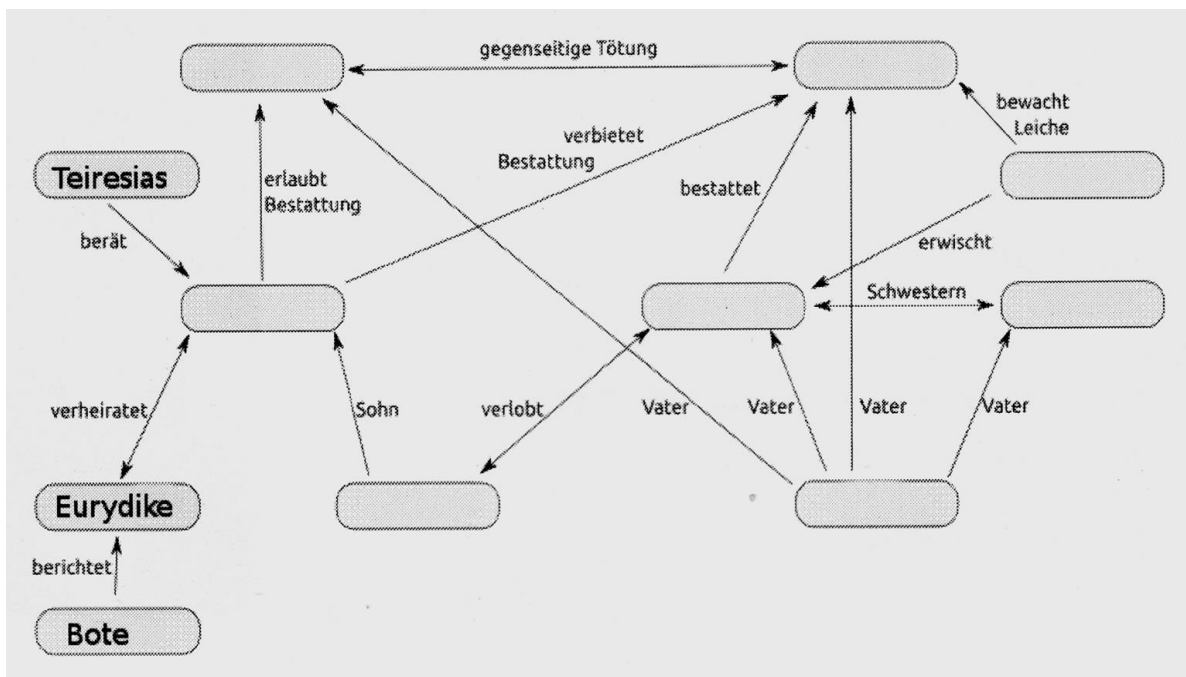 gegenseitige Tötung
bewacht
Leiche
verbietet
Bestattung
Teiresias
erlaubt
Bestattung
bestattet
berät
erwischt
Schwestern
verheiratet
Sohn
verlobt
Vater
Vater
Vater
Vater
Eurydike
berichtet
Bote